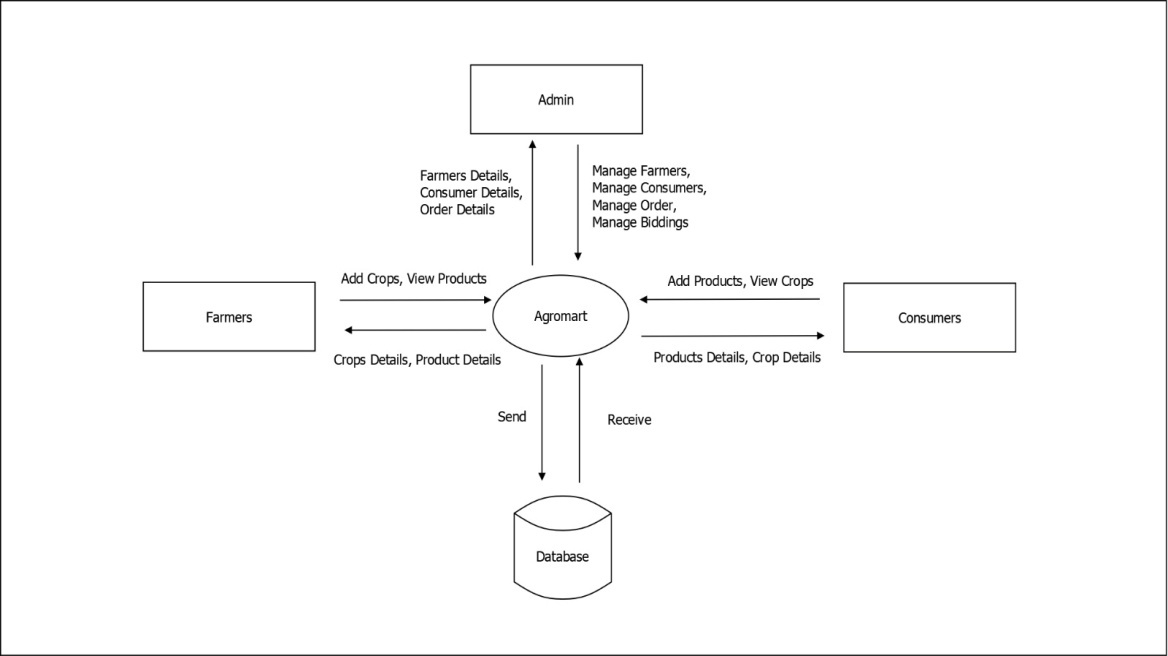 Admin
Farmers Details,
Consumer Details,
Order Details
Manage Farmers,
Manage Consumers,
Manage Order,
Manage Biddings
Add Crops, View Products
Add Products, View Crops
Farmers
Agromart
Consumers
Crops Details, Product Details
Products Details, Crop Details
Send
Receive
Database